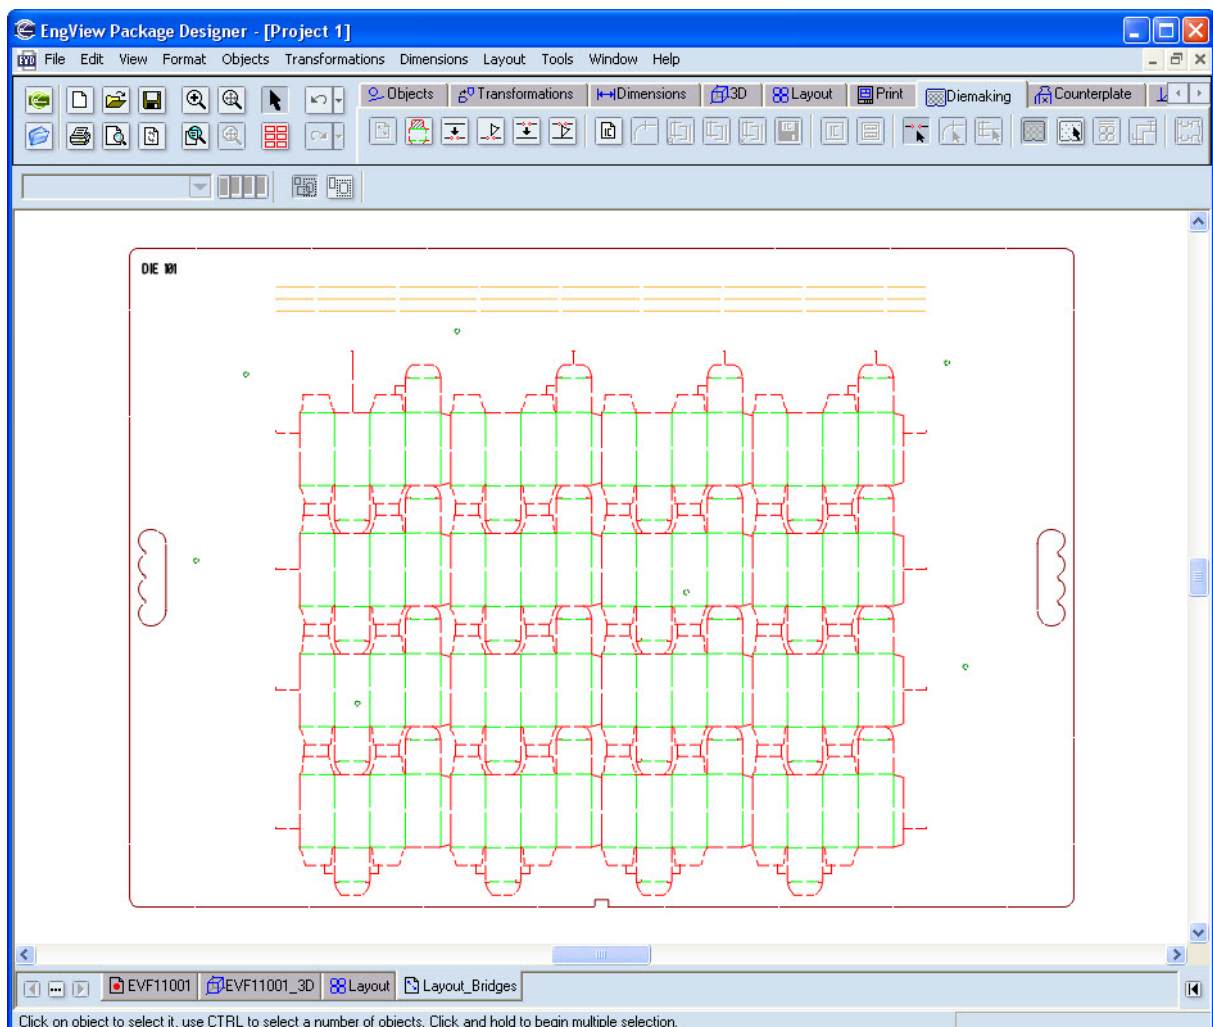 EngView Package Designer - [Project 1]
File Edit View Format Objects Transformations Dimensions Layout Tools Window Help
Objects Transformations Dimensions 3D Layout Print Diemaking Counterplate
DIE 101
EVF11001 EVF11001_3D Layout Layout_Bridges
Click on object to select it, use CTRL to select a number of objects. Click and hold to begin multiple selection.